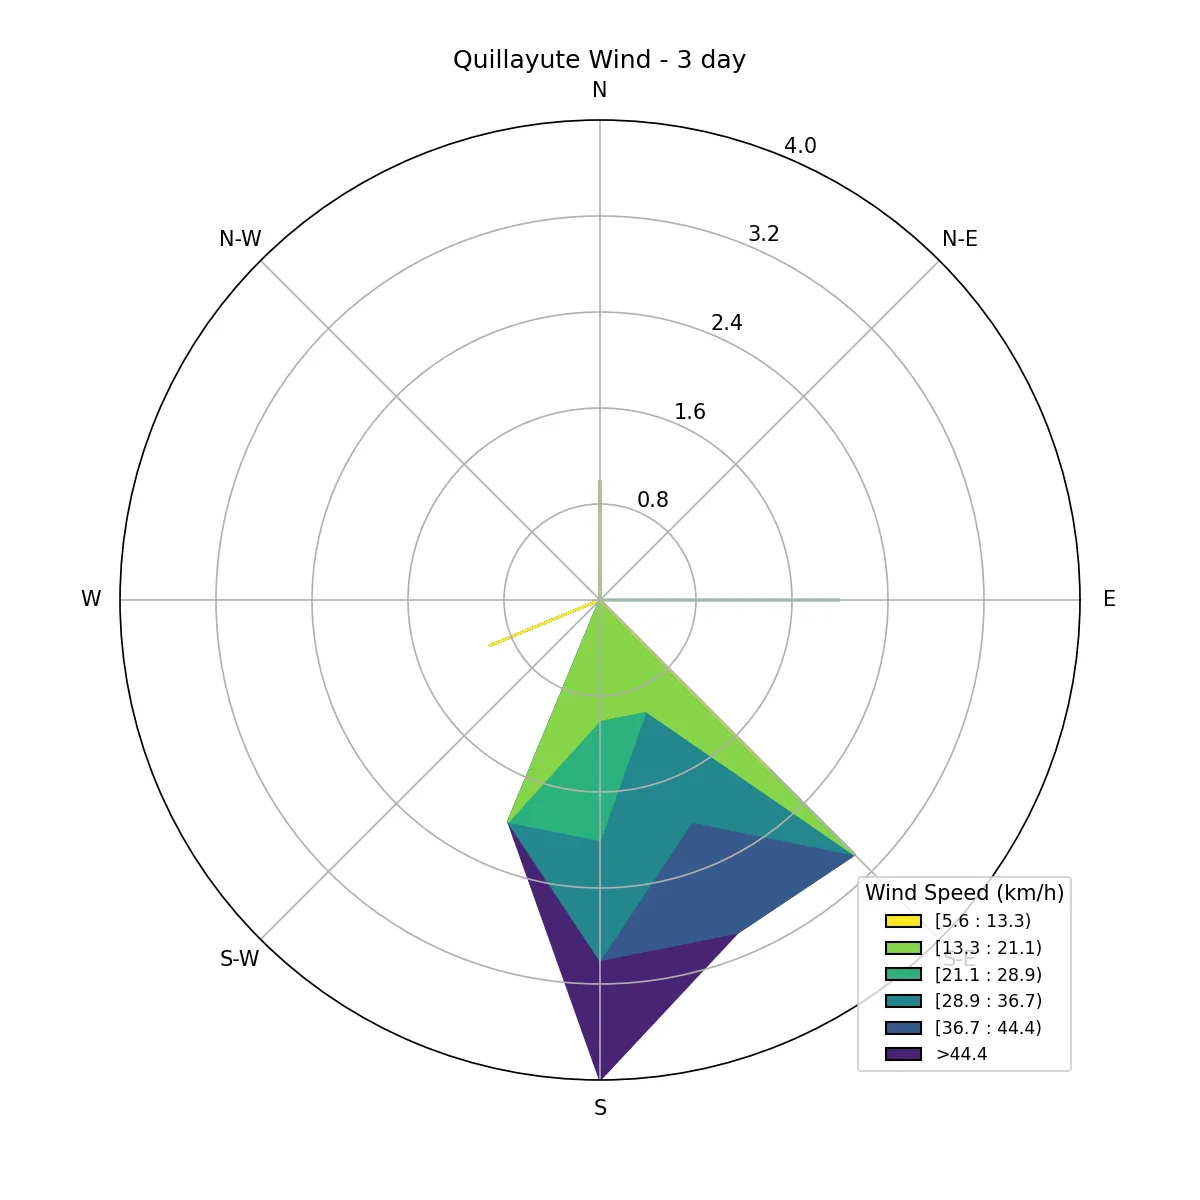 Quillayute Wind - 3 day
N
4.0
N-W
3.2
N-E
2.4
1.6
0.8
W
E
S-W
S-E
Wind Speed (km/h)
[5.6 : 13.3)
[13.3 : 21.1)
[21.1 : 28.9)
[28.9 : 36.7)
[36.7 : 44.4)
>44.4
S